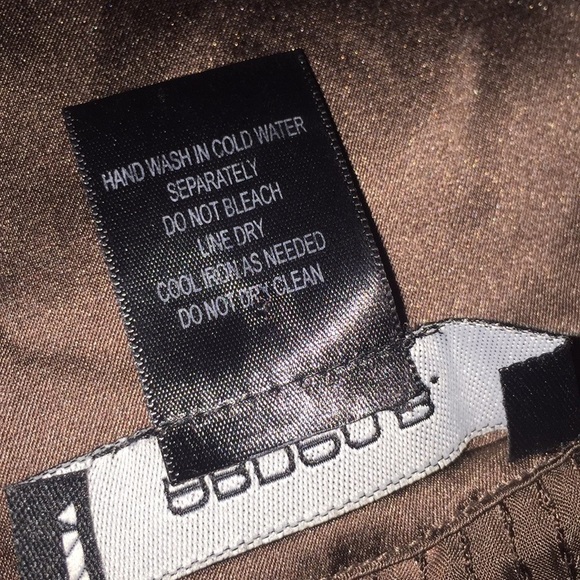 HAND WASH IN COLD WATER
SEPARATELY
DO NOT BLEACH
LINE DRY
COOL IRON AS NEEDED
DO NOT DRY CLEAN